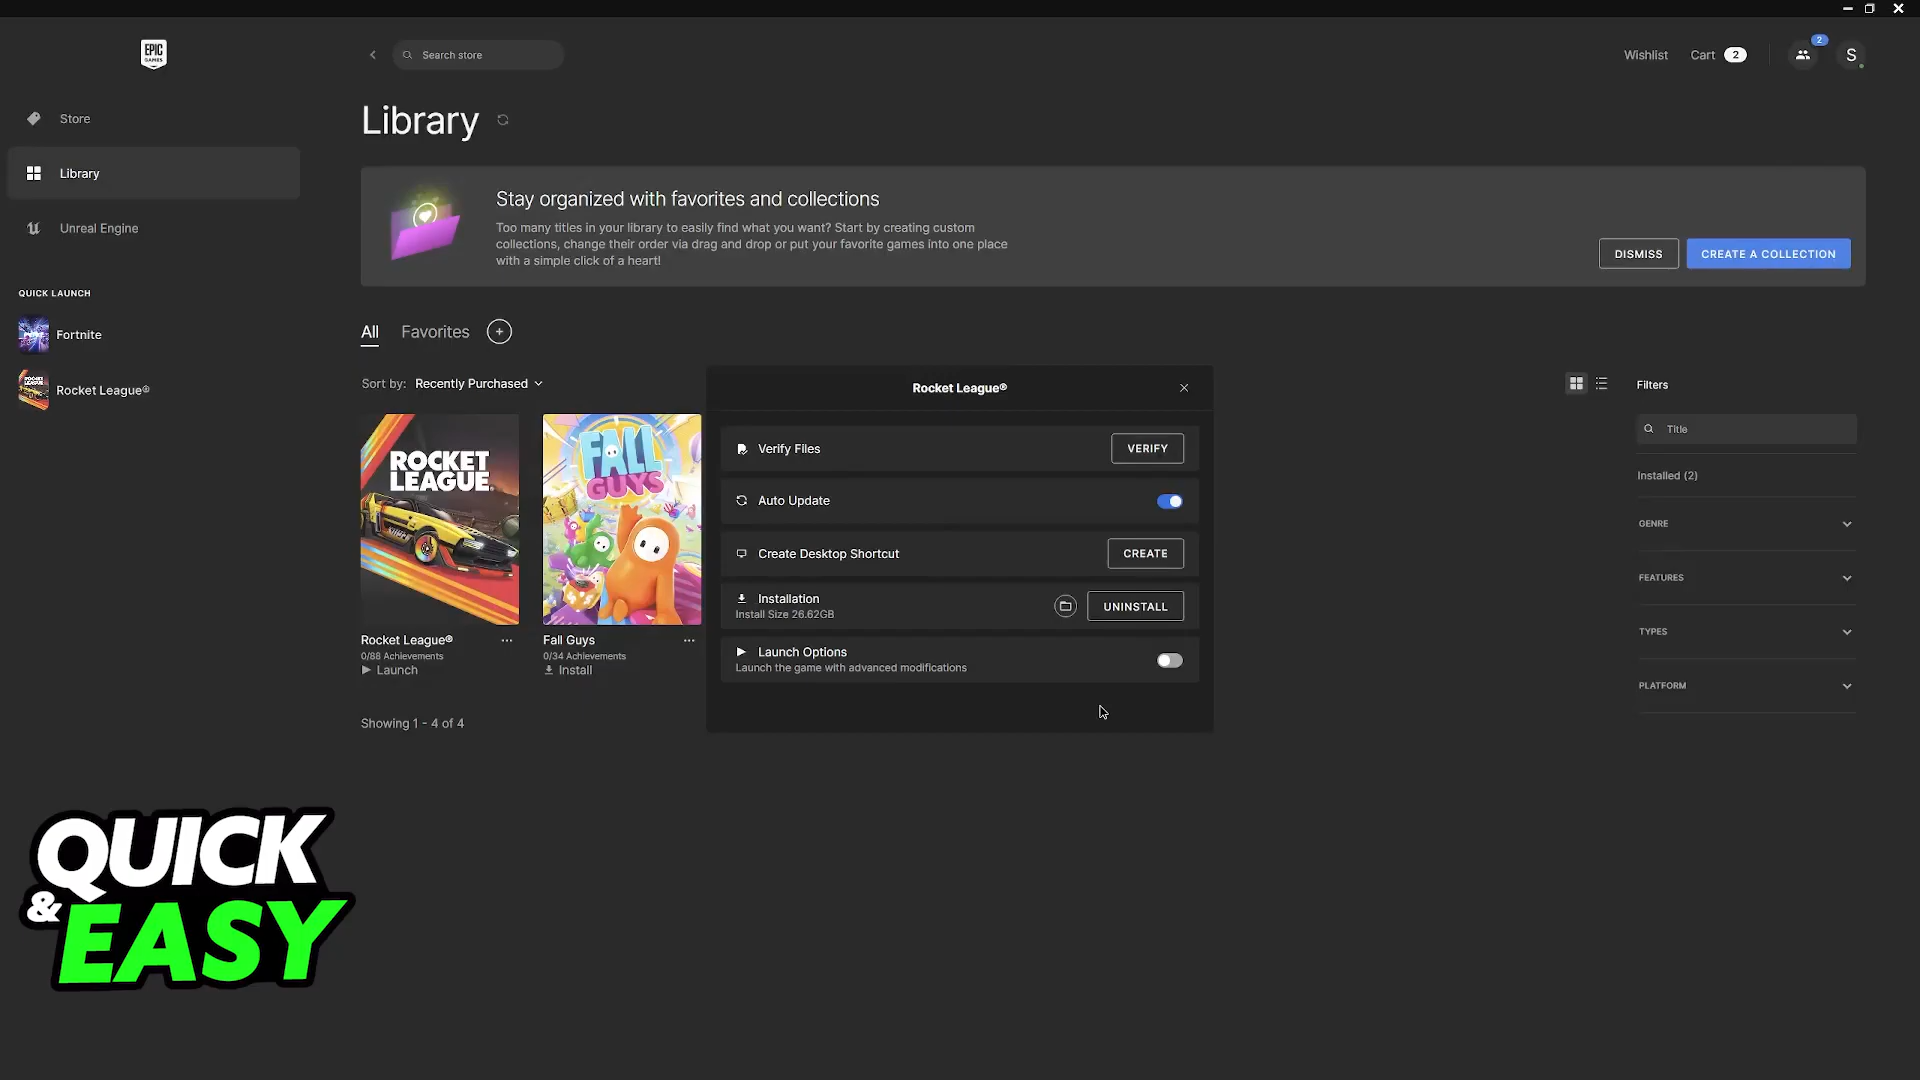 EPIC
GAMES
Search store
Wishlist
Cart
2
2
S
Store
Library
Unreal Engine
QUICK LAUNCH
Fortnite
Rocket League®
Library
Stay organized with favorites and collections
Too many titles in your library to easily find what you want? Start by creating custom
collections, change their order via drag and drop or put your favorite games into one place
with a simple click of a heart!
DISMISS
CREATE A COLLECTION
All
Favorites
Sort by: Recently Purchased
ROCKET
LEAGUE
Rocket League®
0/88 Achievements
Launch
FALL
GUYS
Fall Guys
0/34 Achievements
Install
Showing 1 - 4 of 4
Rocket League®
Verify Files
VERIFY
Auto Update
Create Desktop Shortcut
CREATE
Installation
Install Size 26.62GB
UNINSTALL
Launch Options
Launch the game with advanced modifications
Filters
Title
Installed (2)
GENRE
FEATURES
TYPES
PLATFORM
QUICK
&
EASY